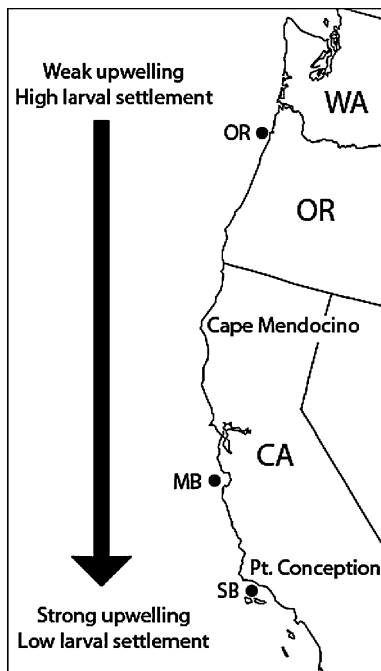 Weak upwelling
High larval settlement
WA
OR
OR
Cape Mendocino
CA
MB
Pt. Conception
SB
Strong upwelling
Low larval settlement